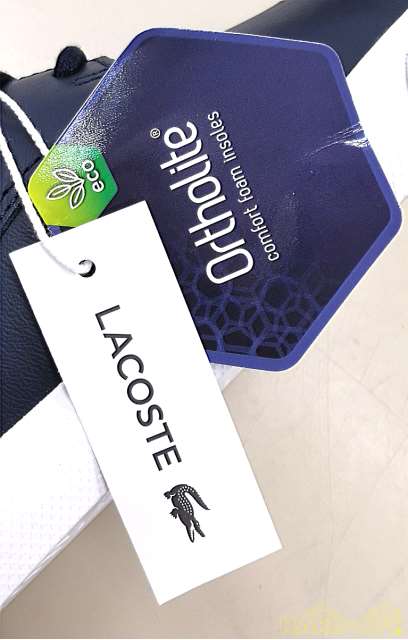 Ortholite®
comfort foam insoles
eco
LACOSTE